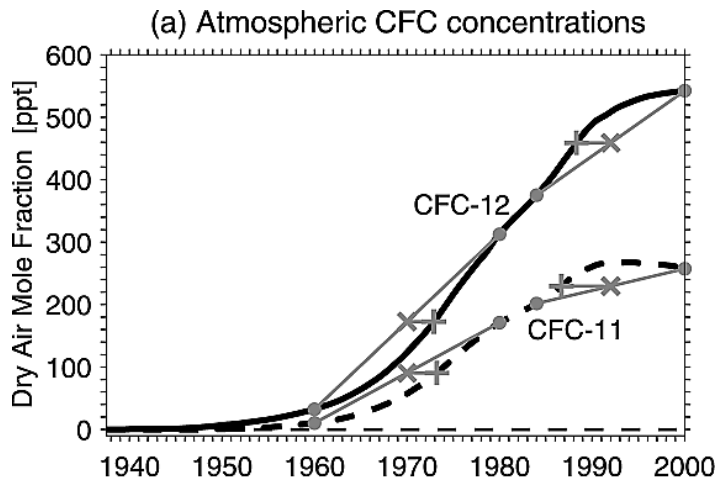 (a) Atmospheric CFC concentrations
Dry Air Mole Fraction [ppt]
600
500
400
300
200
100
0
CFC-12
CFC-11
1940 1950 1960 1970 1980 1990 2000